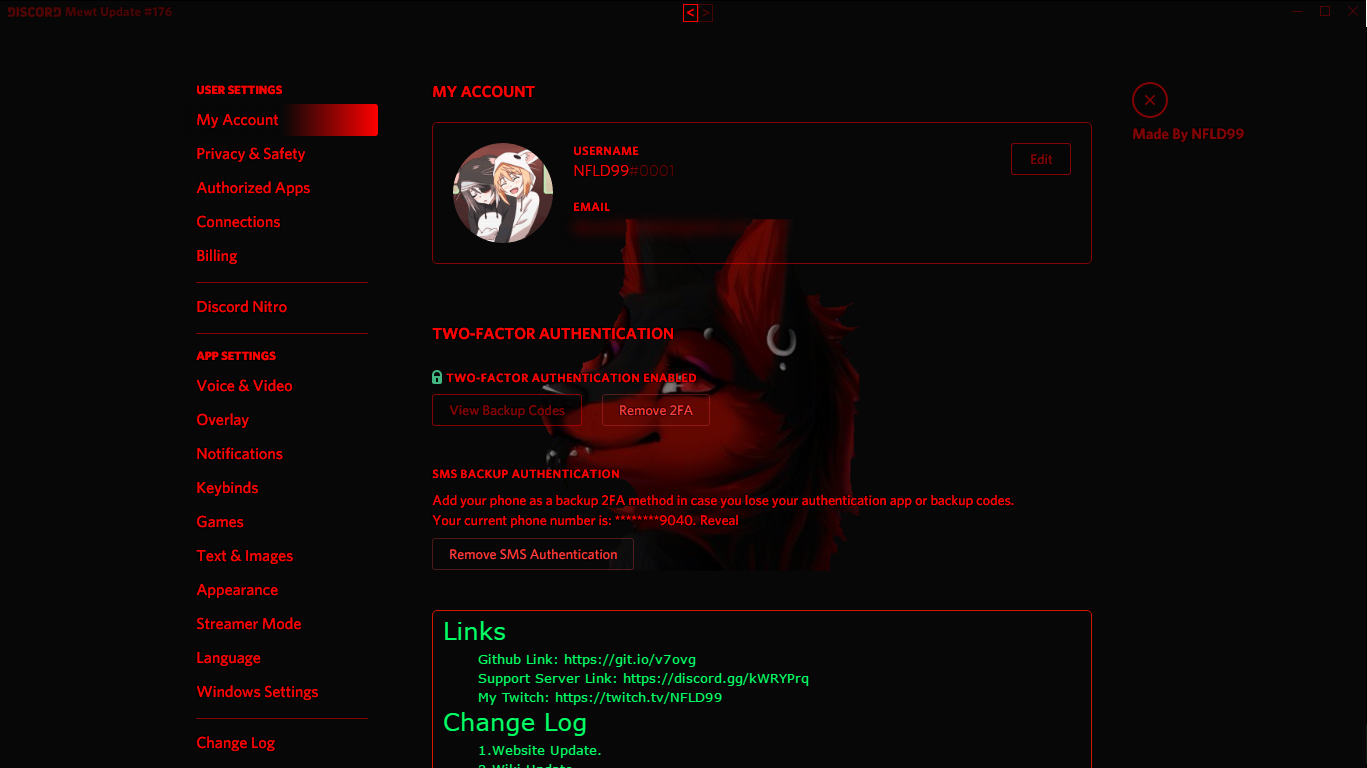 DISCORD Mewt Update #176
< >
USER SETTINGS
My Account
Privacy & Safety
Authorized Apps
Connections
Billing
Discord Nitro
APP SETTINGS
Voice & Video
Overlay
Notifications
Keybinds
Games
Text & Images
Appearance
Streamer Mode
Language
Windows Settings
Change Log
MY ACCOUNT
USERNAME
NFLD99#0001
Edit
EMAIL
TWO-FACTOR AUTHENTICATION
TWO-FACTOR AUTHENTICATION ENABLED
View Backup Codes
Remove 2FA
SMS BACKUP AUTHENTICATION
Add your phone as a backup 2FA method in case you lose your authentication app or backup codes.
Your current phone number is: ********9040. Reveal
Remove SMS Authentication
Links
Github Link: https://git.io/v7ovg
Support Server Link: https://discord.gg/kWRYPrq
My Twitch: https://twitch.tv/NFLD99
Change Log
1.Website Update.
2.Wiki Update
Made By NFLD99